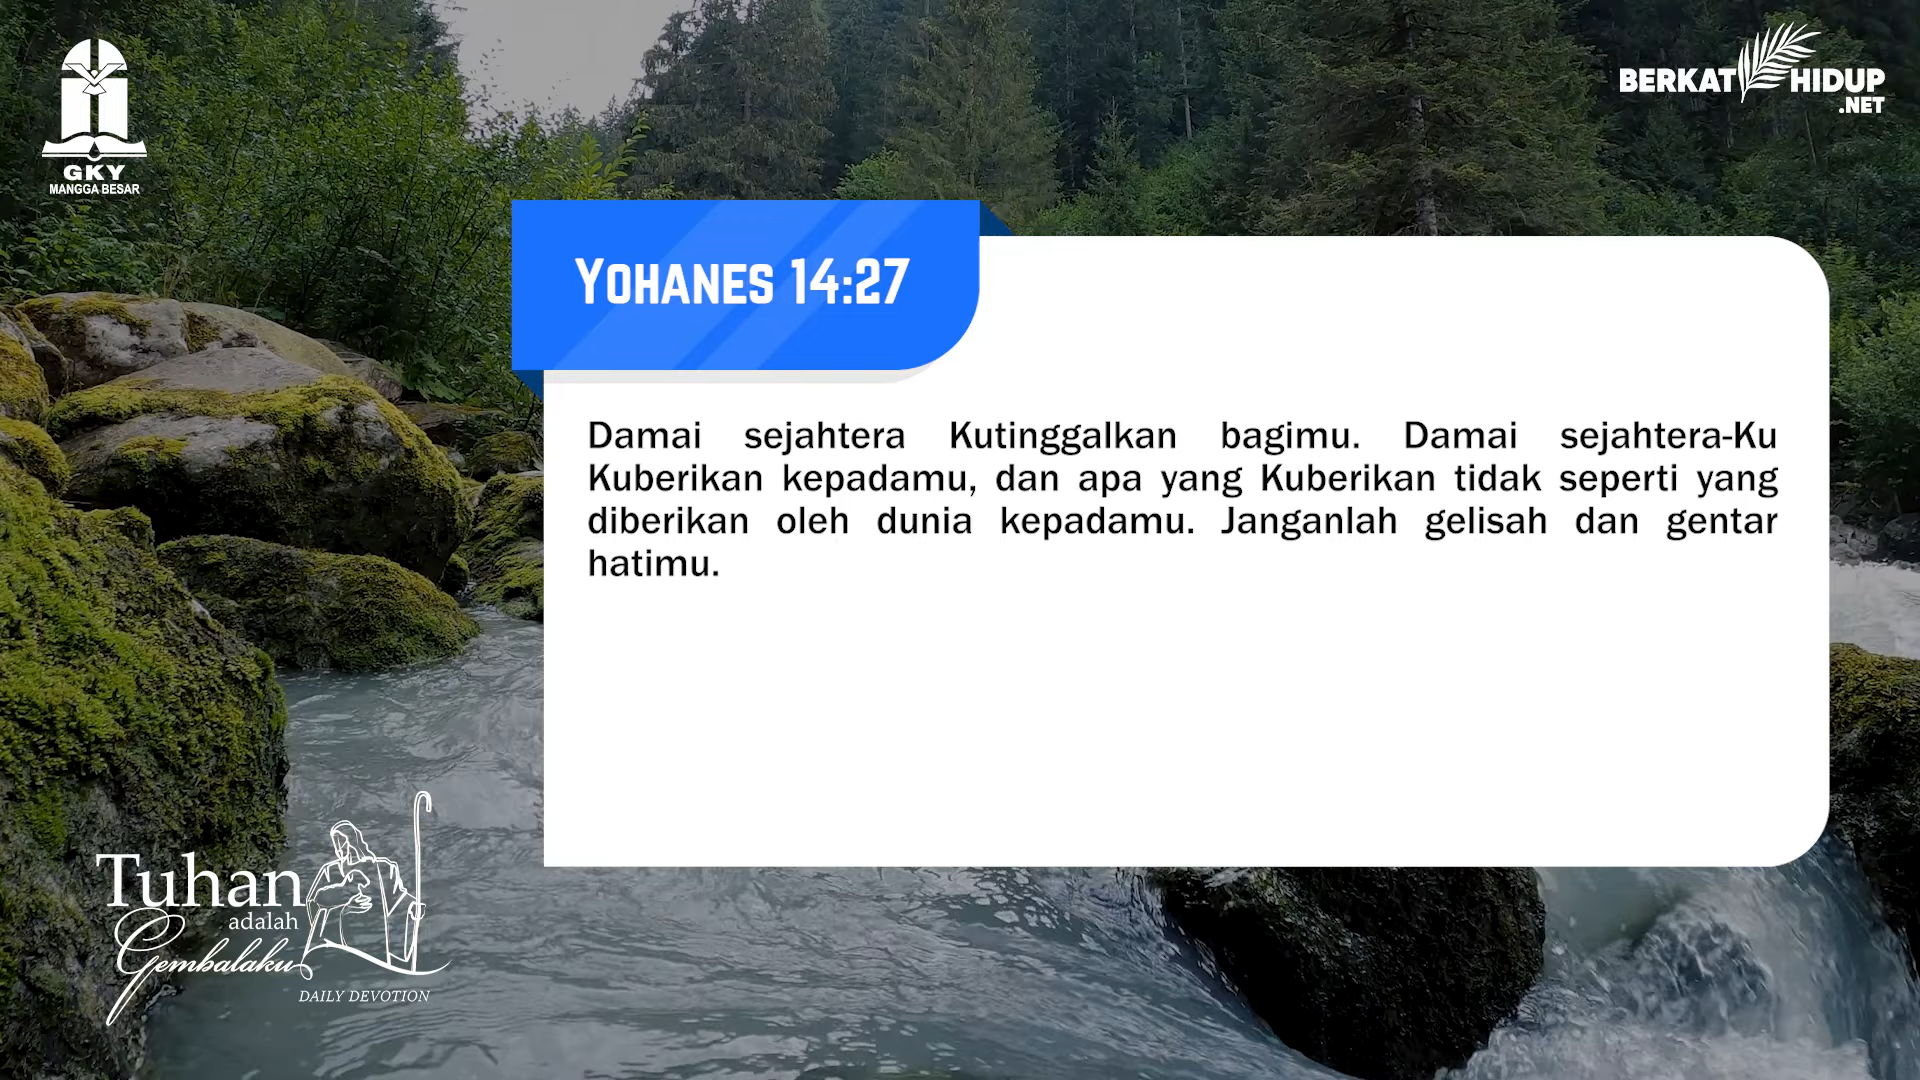 GKY
MANGGA BESAR
BERKAT HIDUP
.NET
YOHANES 14:27
Damai sejahtera Kutinggalkan bagimu. Damai sejahtera-Ku
Kuberikan kepadamu, dan apa yang Kuberikan tidak seperti yang
diberikan oleh dunia kepadamu. Janganlah gelisah dan gentar
hatimu.
Tuhan
adalah
Gembalaku
DAILY DEVOTION